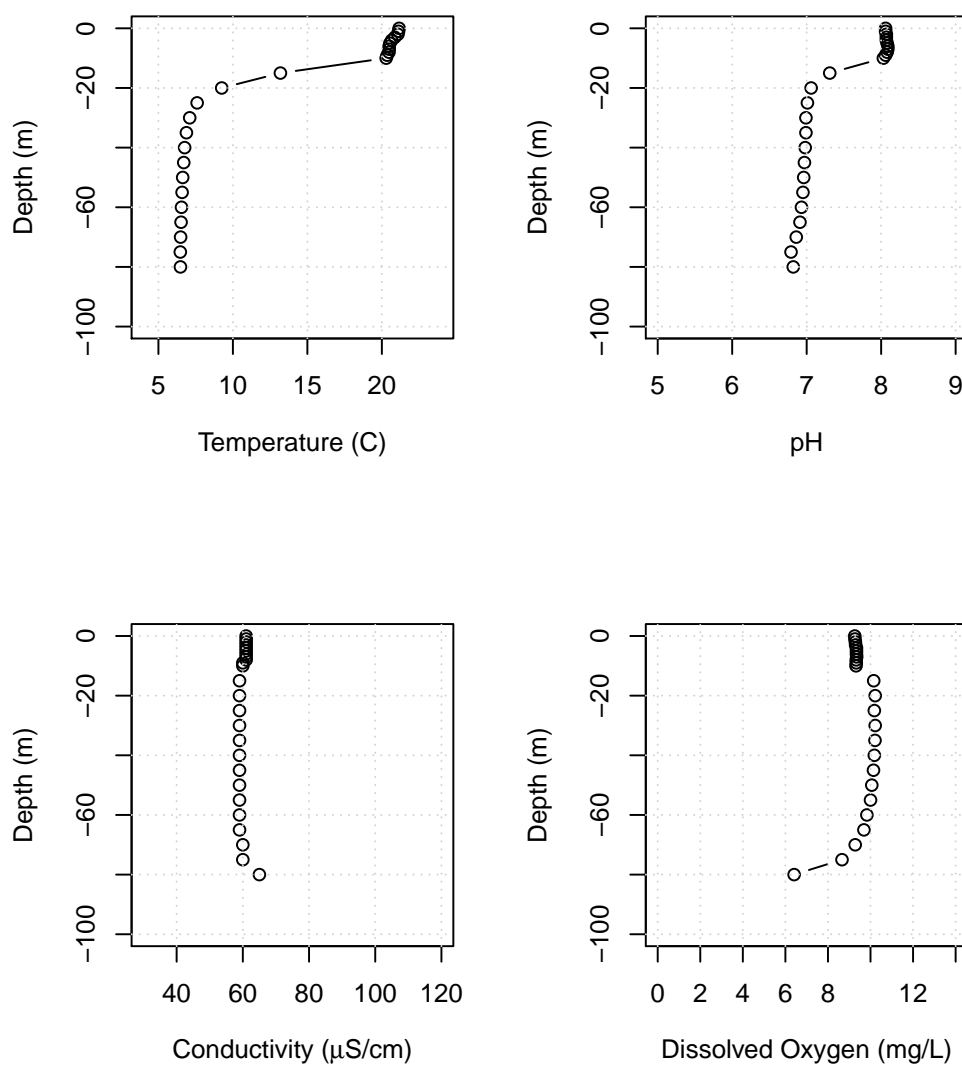 5 10 15 20
−100 −60 −20 0
Temperature (C)
Depth (m)
5 6 7 8 9
−100 −60 −20 0
pH
Depth (m)
40 60 80 100 120
−100 −60 −20 0
Conductivity (μS/cm)
Depth (m)
0 2 4 6 8 12
−100 −60 −20 0
Dissolved Oxygen (mg/L)
Depth (m)